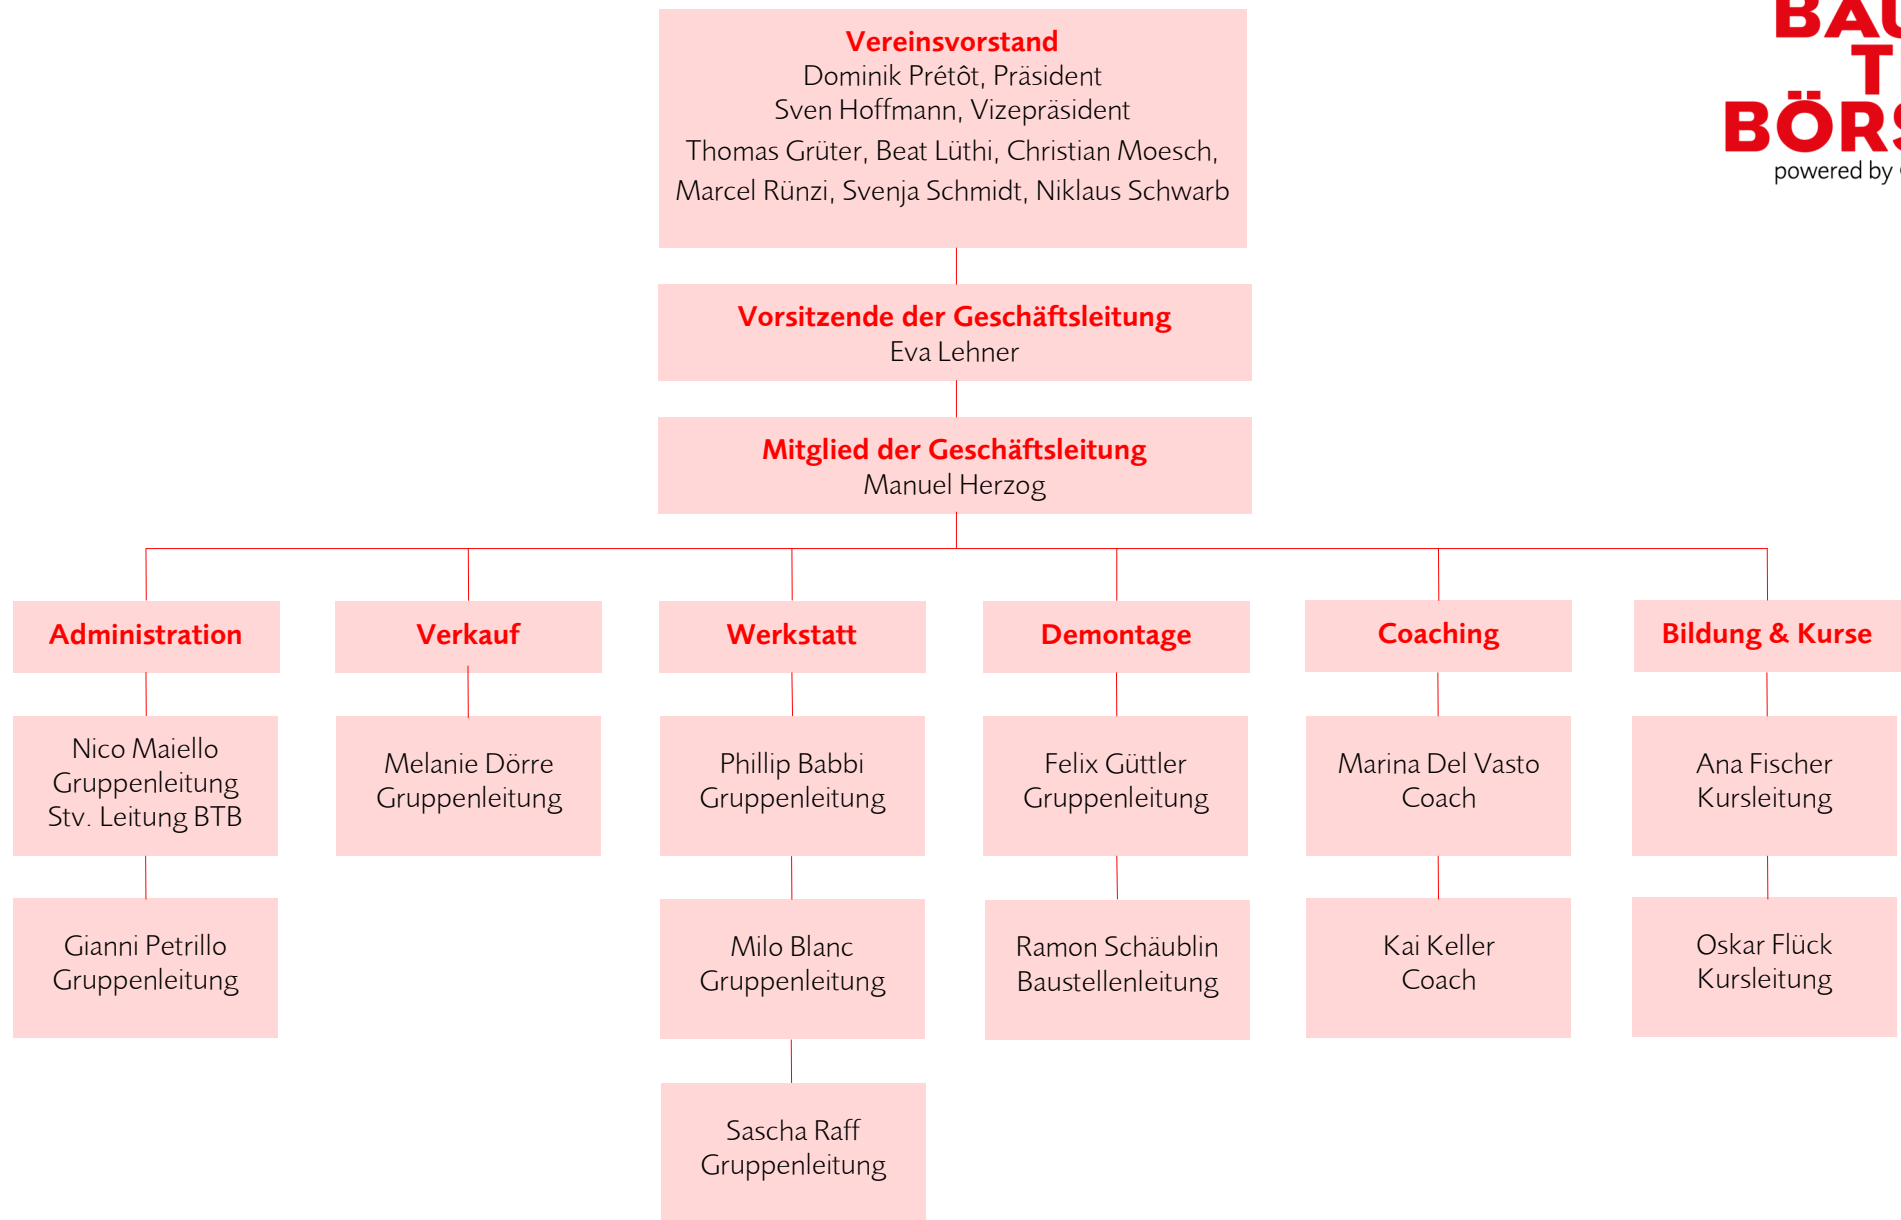 Vereinsvorstand
Dominik Prétôt, Präsident
Sven Hoffmann, Vizepräsident
Thomas Grüter, Beat Lüthi, Christian Moesch,
Marcel Rünzi, Svenja Schmidt, Niklaus Schwarb
powered by
Vorsitzende der Geschäftsleitung
Eva Lehner
Mitglied der Geschäftsleitung
Manuel Herzog
Administration
Nico Maiello
Gruppenleitung
Stv. Leitung BTB
Gianni Petrillo
Gruppenleitung
Verkauf
Melanie Dörre
Gruppenleitung
Werkstatt
Phillip Babbi
Gruppenleitung
Milo Blanc
Gruppenleitung
Sascha Raff
Gruppenleitung
Demontage
Felix Güttler
Gruppenleitung
Ramon Schäublin
Baustellenleitung
Coaching
Marina Del Vasto
Coach
Kai Keller
Coach
Bildung & Kurse
Ana Fischer
Kursleitung
Oskar Flück
Kursleitung